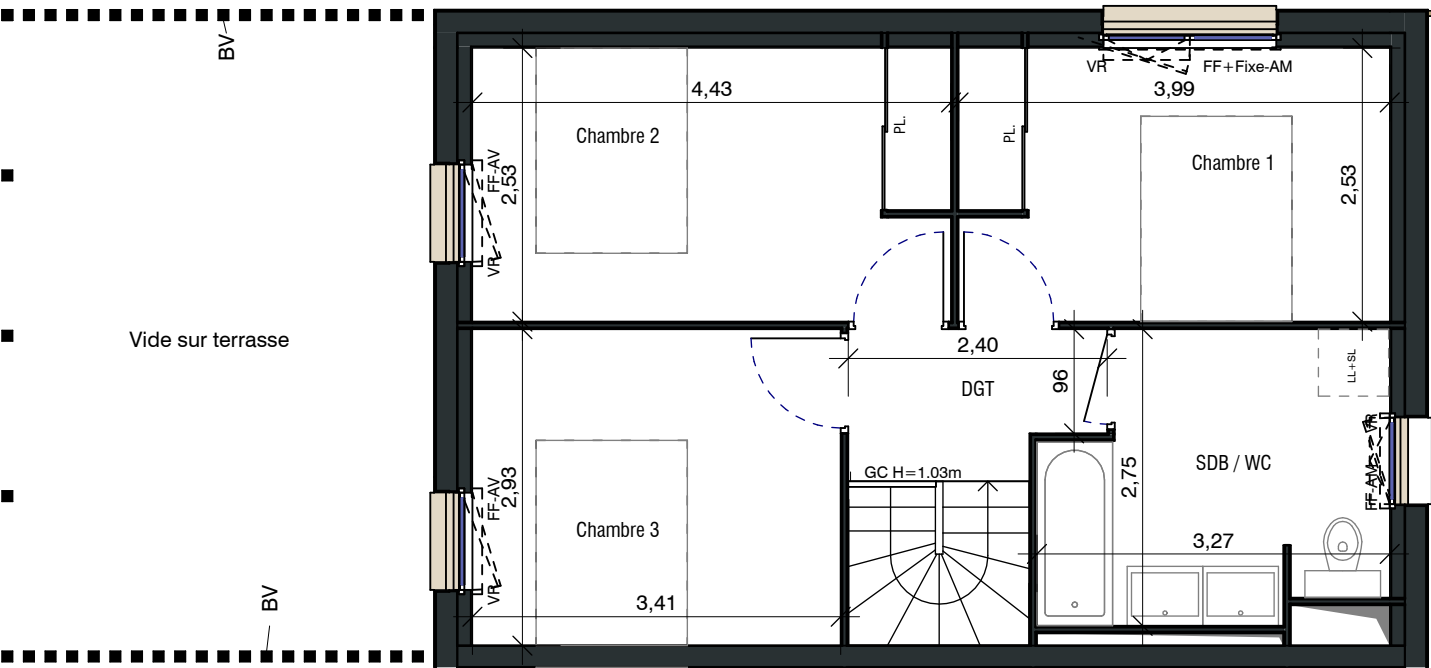 BV
VR
FF+Fixe-AM
4,43
3,99
PL.
PL.
Chambre 2
Chambre 1
FF-AV
2,53
2,53
VR
Vide sur terrasse
2,40
96
DGT
LL+SL
VR
FF-AM
SDB / WC
2,75
GC H=1.03m
FF-AV
2,93
Chambre 3
3,27
VR
3,41
BV